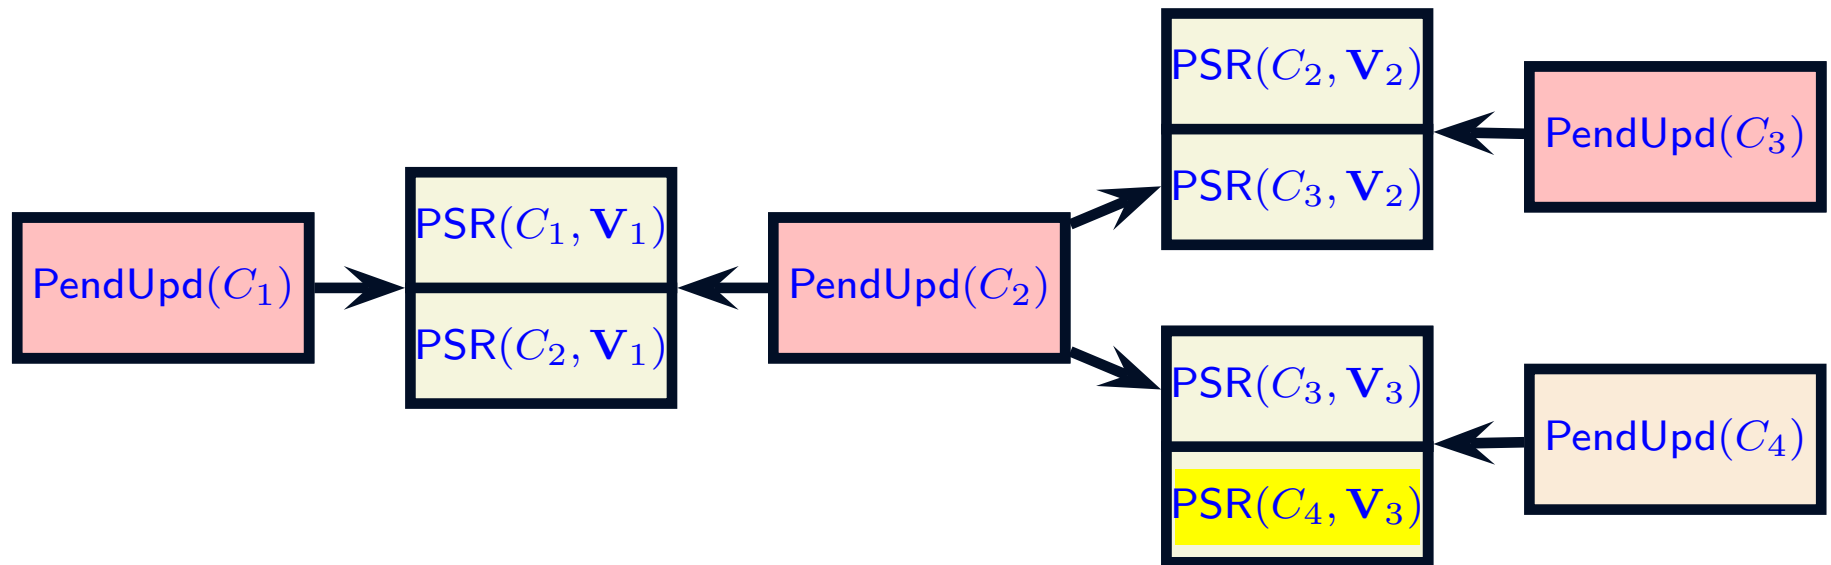 PendUpd(C₁)
PSR(C₁, V₁)
PSR(C₂, V₁)
PendUpd(C₂)
PSR(C₂, V₂)
PSR(C₃, V₂)
PendUpd(C₃)
PSR(C₃, V₃)
PSR(C₄, V₃)
PendUpd(C₄)